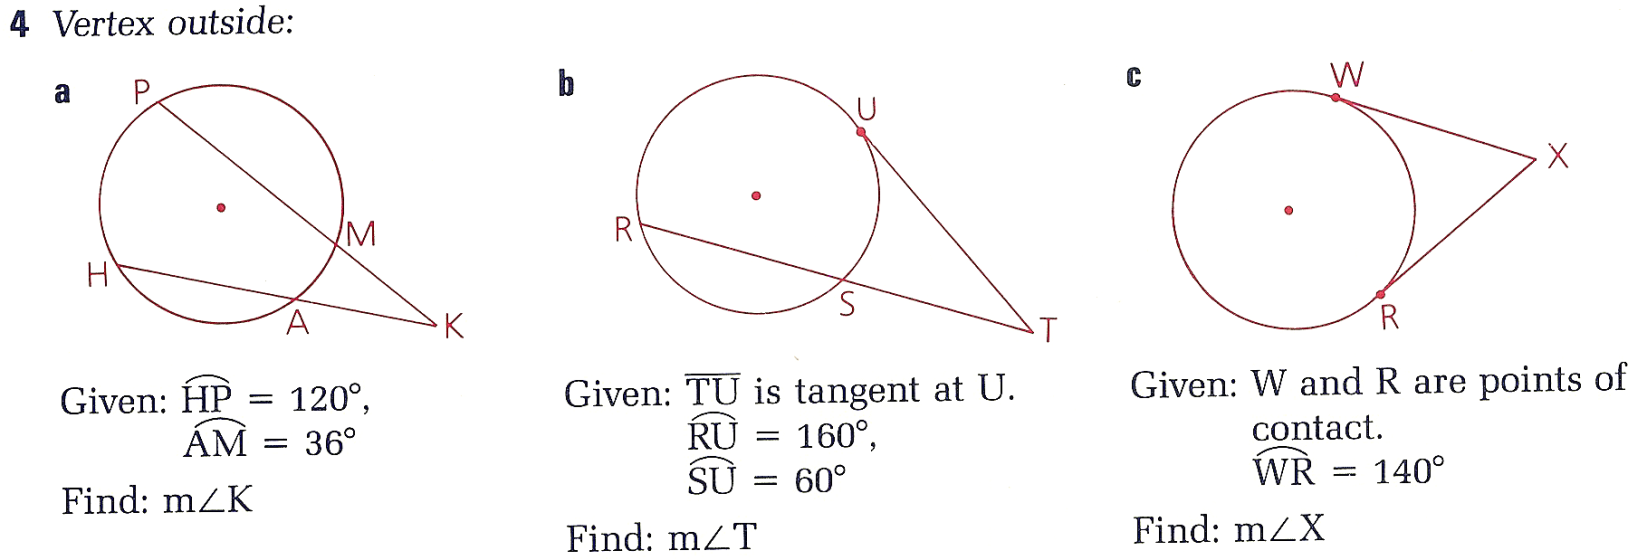 4 Vertex outside:
a
P
M
H
A
K
Given: HP = 120°,
AM = 36°
Find: m∠K
b
U
R
S
T
Given: TU is tangent at U.
RU = 160°,
SU = 60°
Find: m∠T
c
W
X
R
Given: W and R are points of
contact.
WR = 140°
Find: m∠X